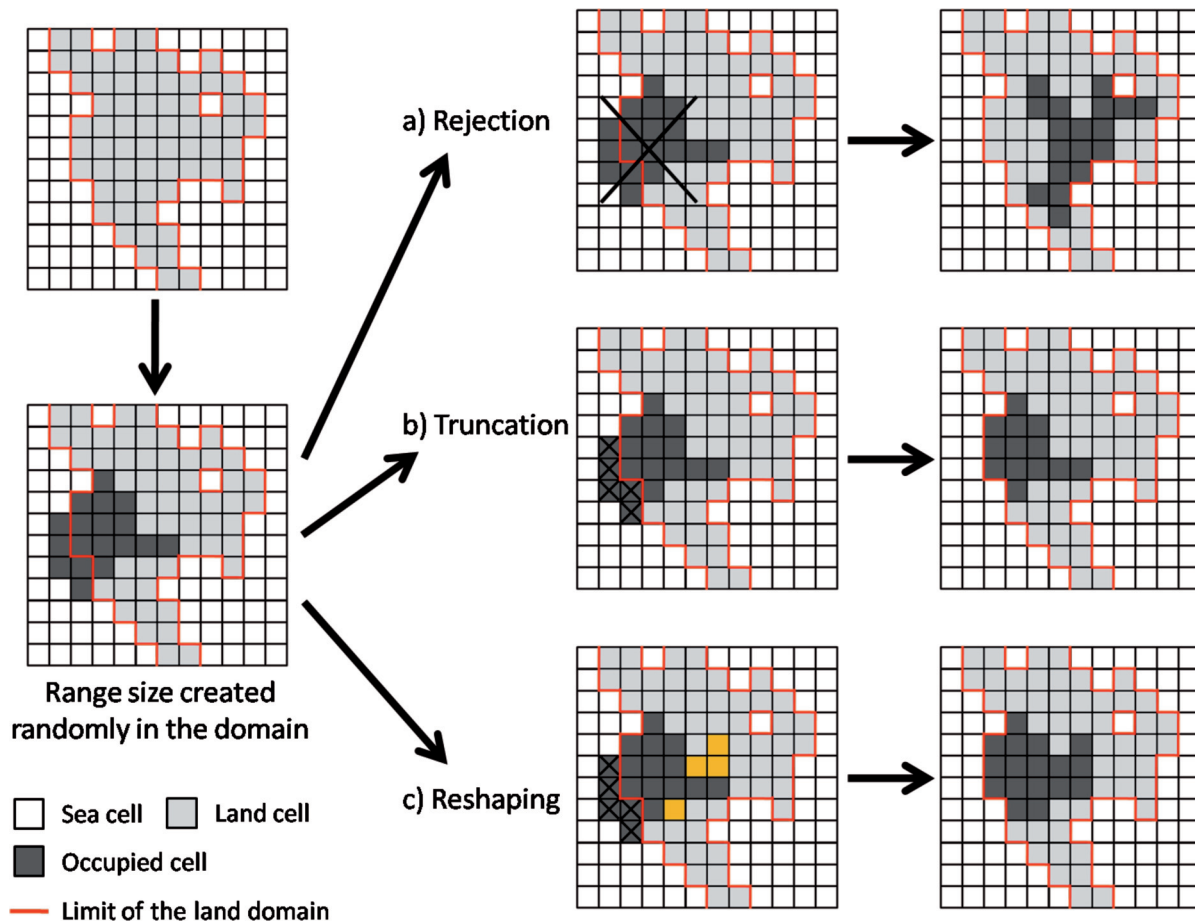 a) Rejection
b) Truncation
Range size created
randomly in the domain
c) Reshaping
Sea cell
Land cell
Occupied cell
Limit of the land domain